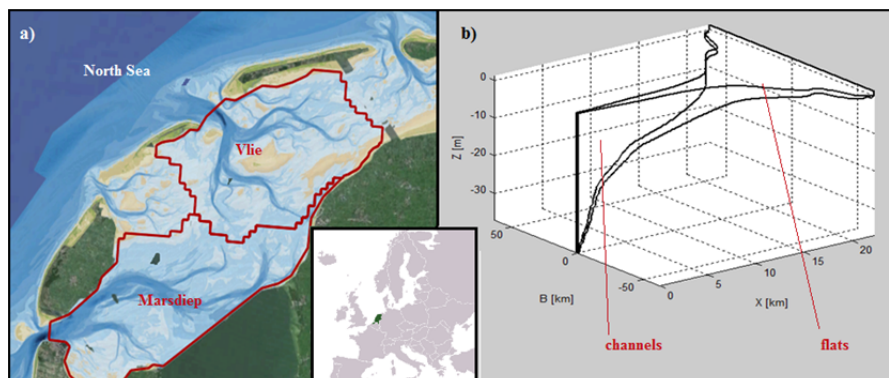 a)
North Sea
Vlie
Marsdiep
b)
0
-10
-20
-30
Z [m]
50
0
-50
B [km]
0
5
10
15
20
X [km]
channels
flats